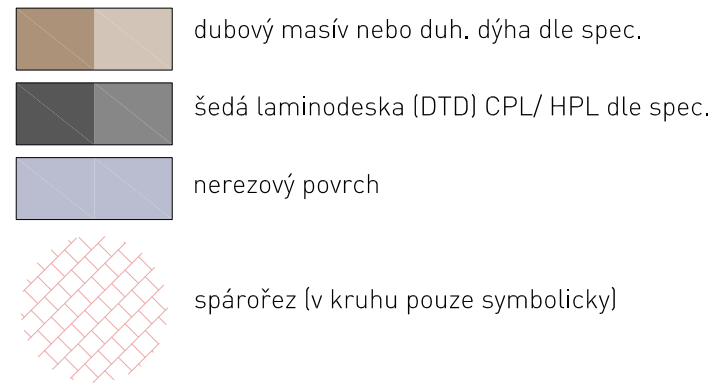 dubový masív nebo duh. dýha dle spec.
šedá laminodeska (DTD) CPL/ HPL dle spec.
nerezový povrch
spárořez (v kruhu pouze symbolicky)